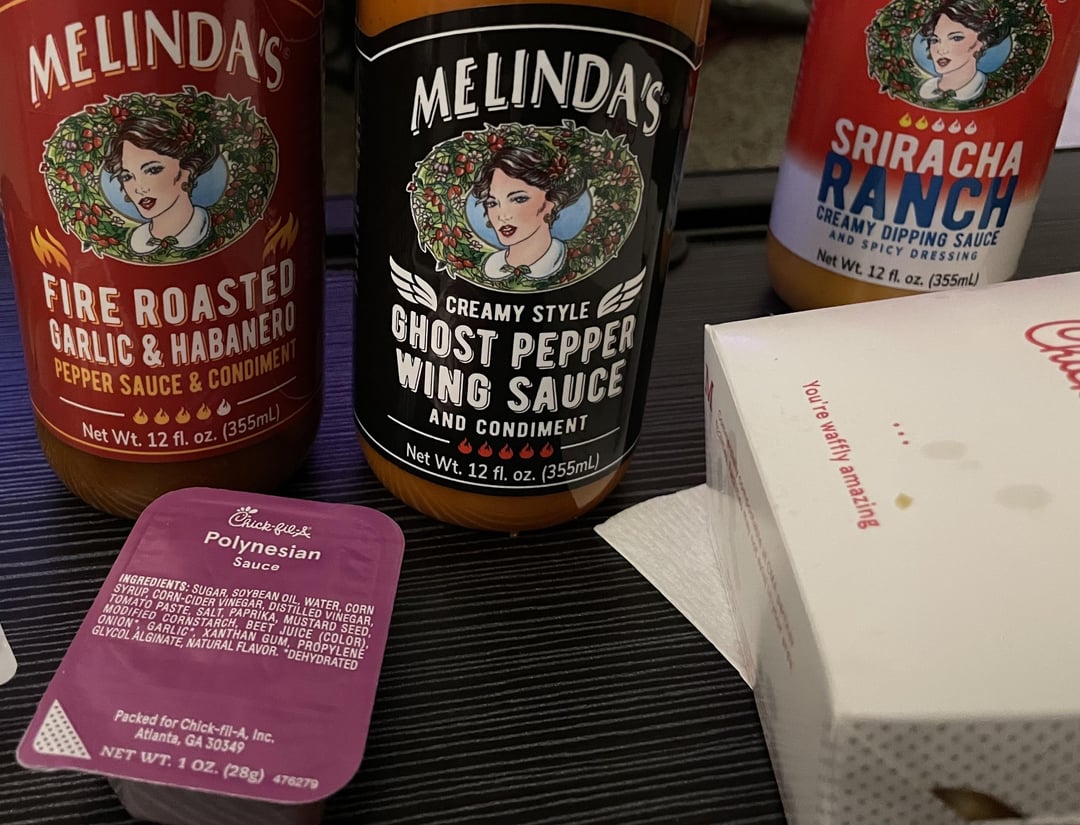 MELINDA'S
FIRE ROASTED
GARLIC & HABANERO
PEPPER SAUCE & CONDIMENT
Net Wt. 12 fl. oz. (355mL)
MELINDA'S
CREAMY STYLE
GHOST PEPPER
WING SAUCE
AND CONDIMENT
Net Wt. 12 fl. oz. (355mL)
SRIRACHA
RANCH
CREAMY DIPPING SAUCE
AND SPICY DRESSING
Net Wt. 12 fl. oz. (355mL)
Chick-fil-A
Polynesian
Sauce
INGREDIENTS: SUGAR, SOYBEAN OIL, WATER, CORN
SYRUP, CORN-CIDER VINEGAR, DISTILLED VINEGAR,
TOMATO PASTE, SALT, PAPRIKA, MUSTARD SEED,
MODIFIED CORNSTARCH, BEET JUICE (COLOR),
ONION*, GARLIC*, XANTHAN GUM, PROPYLENE
GLYCOL ALGINATE, NATURAL FLAVOR. *DEHYDRATED
Packed for Chick-fil-A, Inc.
Atlanta, GA 30349
NET WT. 1 OZ. (28g) 476279
You're waffly amazing